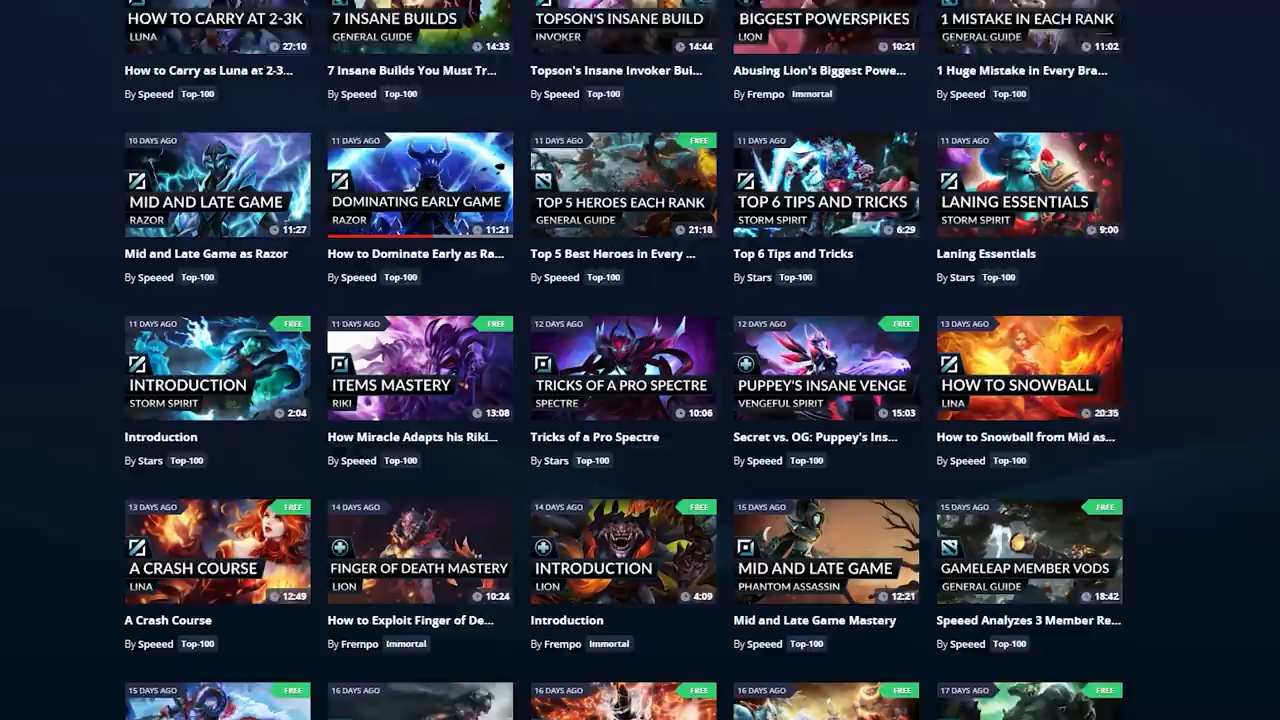 HOW TO CARRY AT 2-3K
LUNA
27:10
How to Carry as Luna at 2-3...
By Speeed Top-100
7 INSANE BUILDS
GENERAL GUIDE
14:33
7 Insane Builds You Must Tr...
By Speeed Top-100
TOPSON'S INSANE BUILD
INVOKER
14:44
Topson's Insane Invoker Bui...
By Speeed Top-100
BIGGEST POWERSPIKES
LION
10:21
Abusing Lion's Biggest Powe...
By Frempo Immortal
1 MISTAKE IN EACH RANK
GENERAL GUIDE
11:02
1 Huge Mistake in Every Bra...
By Speeed Top-100
10 DAYS AGO
MID AND LATE GAME
RAZOR
11:27
Mid and Late Game as Razor
By Speeed Top-100
11 DAYS AGO
DOMINATING EARLY GAME
RAZOR
11:21
How to Dominate Early as Ra...
By Speeed Top-100
11 DAYS AGO
FREE
TOP 5 HEROES EACH RANK
GENERAL GUIDE
21:18
Top 5 Best Heroes in Every ...
By Speeed Top-100
11 DAYS AGO
TOP 6 TIPS AND TRICKS
STORM SPIRIT
6:29
Top 6 Tips and Tricks
By Stars Top-100
11 DAYS AGO
LANING ESSENTIALS
STORM SPIRIT
9:00
Laning Essentials
By Stars Top-100
11 DAYS AGO
FREE
INTRODUCTION
STORM SPIRIT
2:04
Introduction
By Stars Top-100
11 DAYS AGO
FREE
ITEMS MASTERY
RIKI
13:08
How Miracle Adapts his Riki...
By Speeed Top-100
12 DAYS AGO
TRICKS OF A PRO SPECTRE
SPECTRE
10:06
Tricks of a Pro Spectre
By Stars Top-100
12 DAYS AGO
FREE
PUPPEY'S INSANE VENGE
VENGEFUL SPIRIT
15:03
Secret vs. OG: Puppey's Ins...
By Speeed Top-100
13 DAYS AGO
HOW TO SNOWBALL
LINA
20:35
How to Snowball from Mid as...
By Speeed Top-100
13 DAYS AGO
FREE
A CRASH COURSE
LINA
12:49
A Crash Course
By Speeed Top-100
14 DAYS AGO
FINGER OF DEATH MASTERY
LION
10:24
How to Exploit Finger of De...
By Frempo Immortal
14 DAYS AGO
FREE
INTRODUCTION
LION
4:09
Introduction
By Frempo Immortal
15 DAYS AGO
MID AND LATE GAME
PHANTOM ASSASSIN
12:21
Mid and Late Game Mastery
By Speeed Top-100
15 DAYS AGO
FREE
GAMELEAP MEMBER VODS
GENERAL GUIDE
18:42
Speeed Analyzes 3 Member Re...
By Speeed Top-100
15 DAYS AGO
FREE
16 DAYS AGO
16 DAYS AGO
FREE
16 DAYS AGO
FREE
17 DAYS AGO
FREE